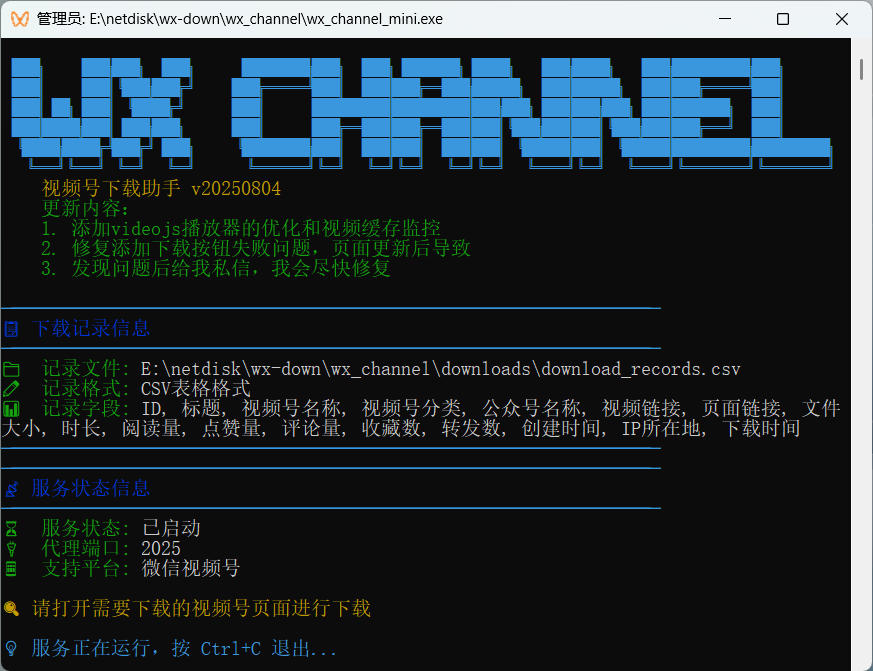 管理员: E:\netdisk\wx-down\wx_channel\wx_channel_mini.exe
WX CHANNEL
视频号下载助手 v20250804
更新内容:
1. 添加videojs播放器的优化和视频缓存监控
2. 修复添加下载按钮失败问题，页面更新后导致
3. 发现问题后给我私信，我会尽快修复
下载记录信息
记录文件: E:\netdisk\wx-down\wx_channel\downloads\download_records.csv
记录格式: CSV表格格式
记录字段: ID, 标题, 视频号名称, 视频号分类, 公众号名称, 视频链接, 页面链接, 文件
大小, 时长, 阅读量, 点赞量, 评论量, 收藏数, 转发数, 创建时间, IP所在地, 下载时间
服务状态信息
服务状态: 已启动
代理端口: 2025
支持平台: 微信视频号
请打开需要下载的视频号页面进行下载
服务正在运行，按 Ctrl+C 退出...